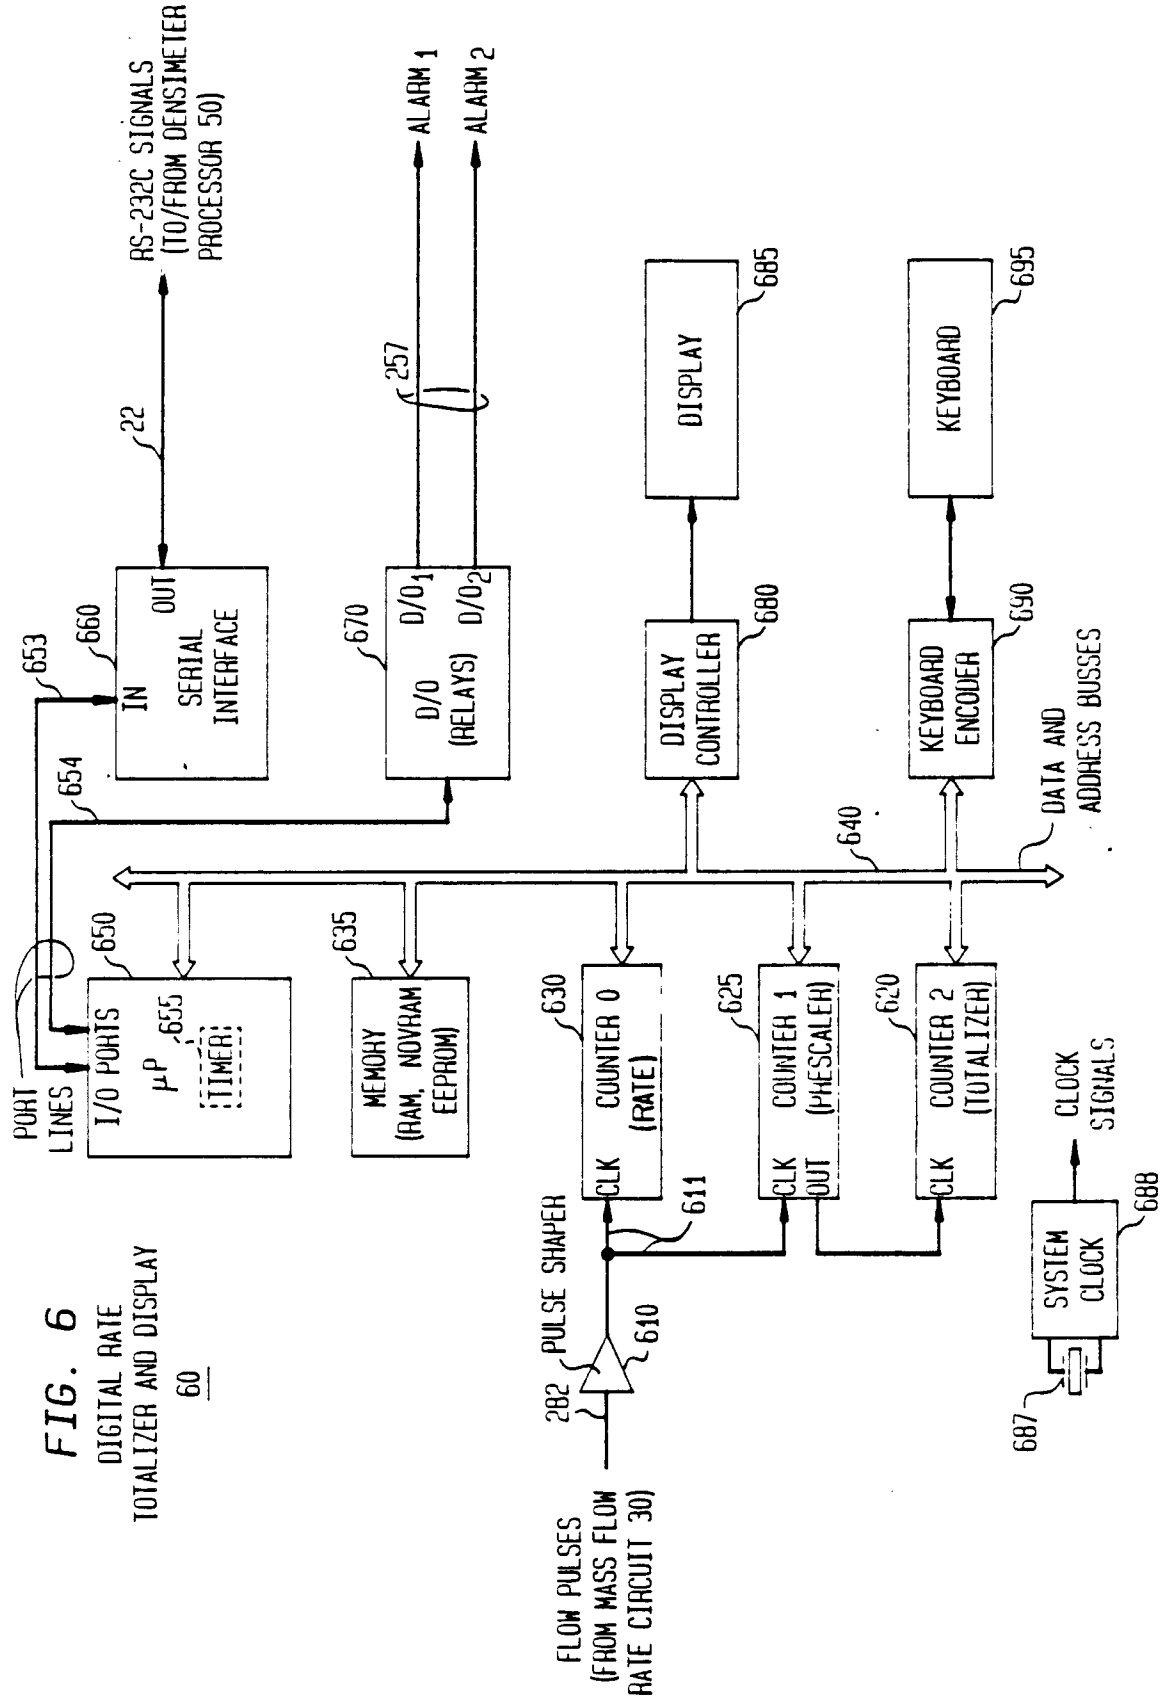 FIG. 6
DIGITAL RATE
TOTALIZER AND DISPLAY
60
PORT
LINES
I/O PORTS
µP
655
TIMER
650
653
654
IN
660
OUT
SERIAL
INTERFACE
22
RS-232C SIGNALS
(TO/FROM DENSIMETER
PROCESSOR 50)
MEMORY
(RAM, NOVRAM
EEPROM)
635
D/O
(RELAYS)
670
D/O1
D/O2
257
ALARM 1
ALARM 2
FLOW PULSES
(FROM MASS FLOW
RATE CIRCUIT 30)
282
PULSE SHAPER
610
611
CLK
COUNTER 0
(RATE)
630
CLK
OUT
COUNTER 1
(PRESCALER)
625
CLK
COUNTER 2
(TOTALIZER)
620
640
DATA AND
ADDRESS BUSSES
DISPLAY
CONTROLLER
680
DISPLAY
685
KEYBOARD
ENCODER
690
KEYBOARD
695
687
SYSTEM
CLOCK
688
CLOCK
SIGNALS